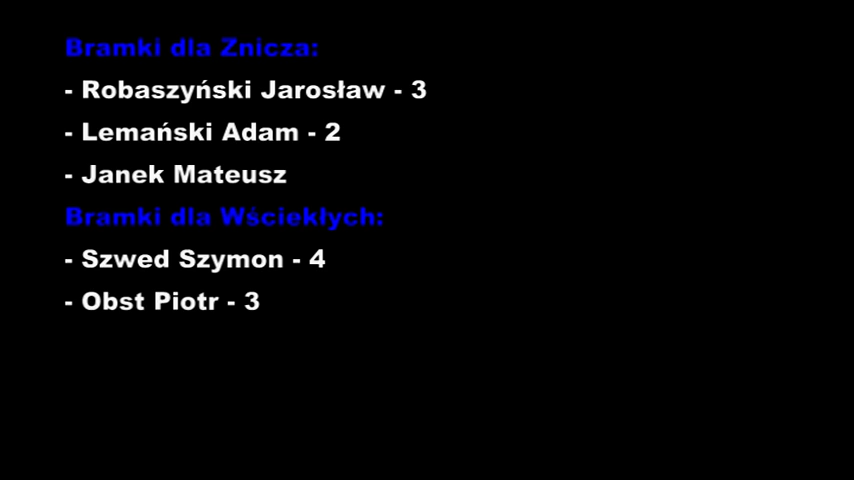 Bramki dla Znicza:
- Robaszyński Jarosław - 3
- Lemański Adam - 2
- Janek Mateusz
Bramki dla Wściekłych:
- Szwed Szymon - 4
- Obst Piotr - 3